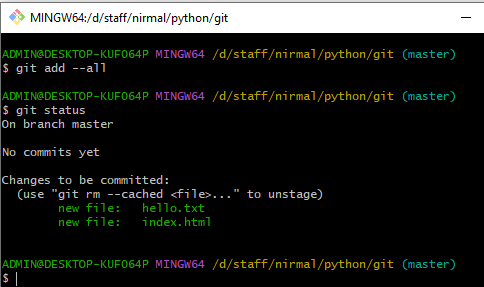 MINGW64:/d/staff/nirmal/python/git
ADMIN@DESKTOP-KUFO64P MINGW64 /d/staff/nirmal/python/git (master)
$ git add --all
ADMIN@DESKTOP-KUFO64P MINGW64 /d/staff/nirmal/python/git (master)
$ git status
On branch master
No commits yet
Changes to be committed:
  (use "git rm --cached <file>..." to unstage)
        new file:   hello.txt
        new file:   index.html
ADMIN@DESKTOP-KUFO64P MINGW64 /d/staff/nirmal/python/git (master)
$